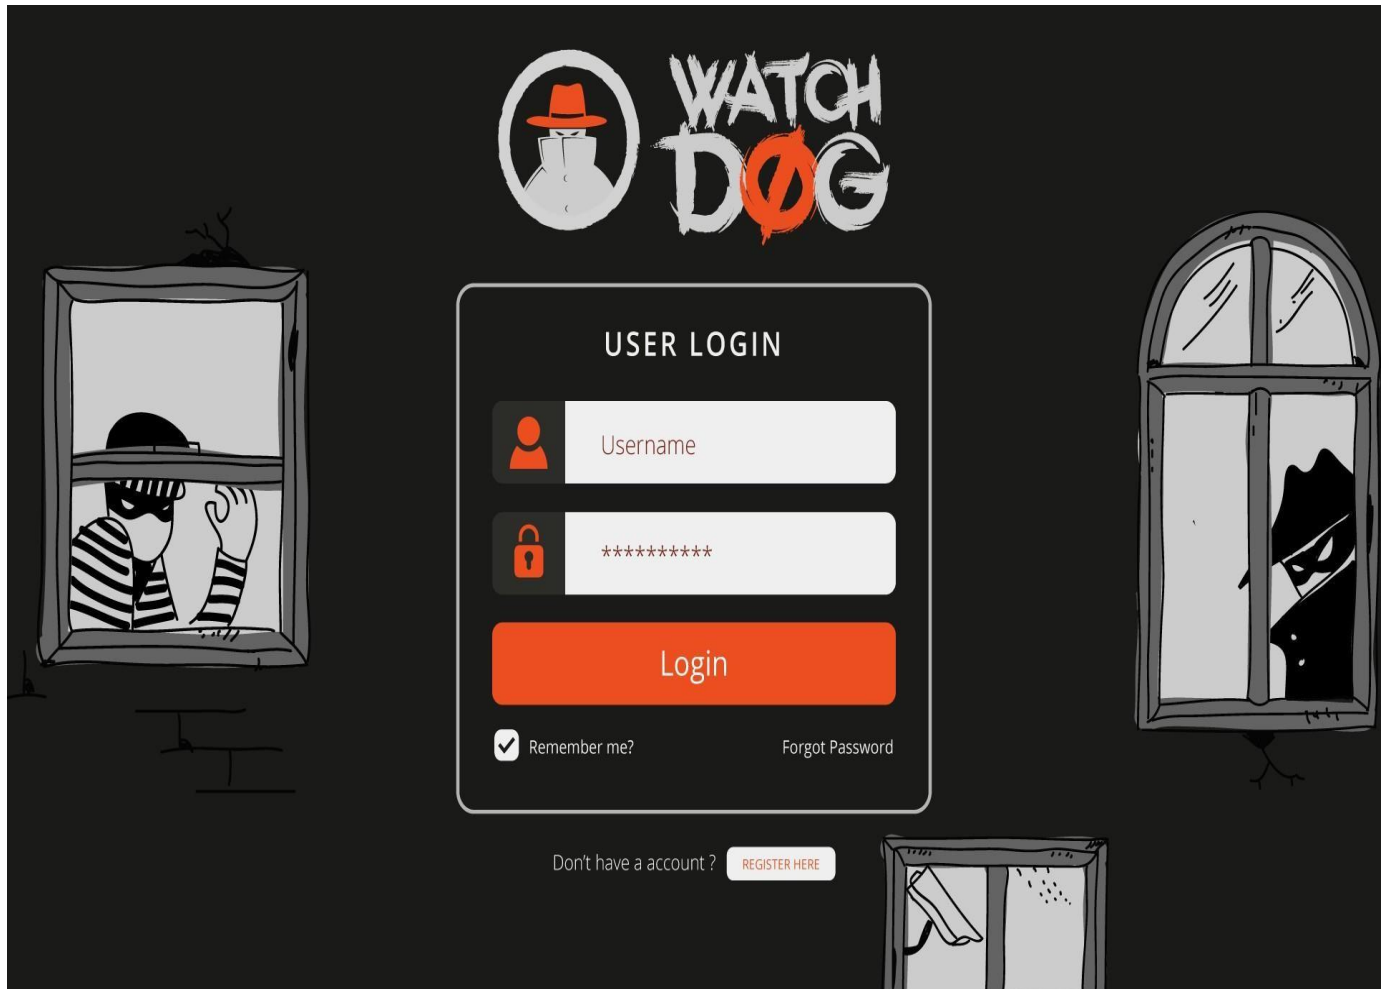 WATCH
DØG
USER LOGIN
Username
**********
Login
Remember me?
Forgot Password
Don't have a account ?
REGISTER HERE